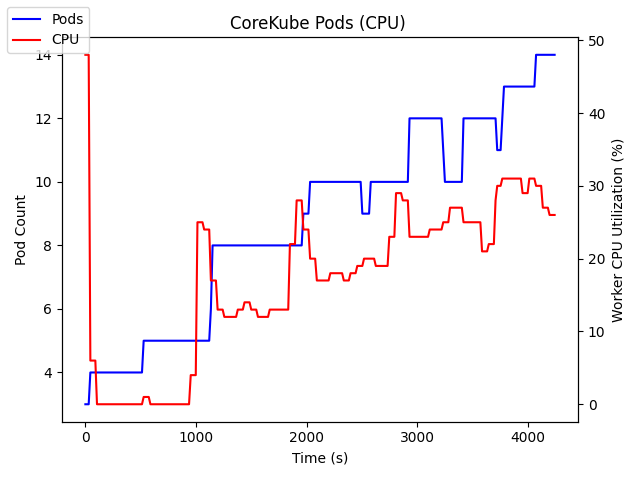 CoreKube Pods (CPU)
Pods
CPU
14
12
10
8
6
4
Pod Count
50
40
30
20
10
0
Worker CPU Utilization (%)
0 1000 2000 3000 4000
Time (s)